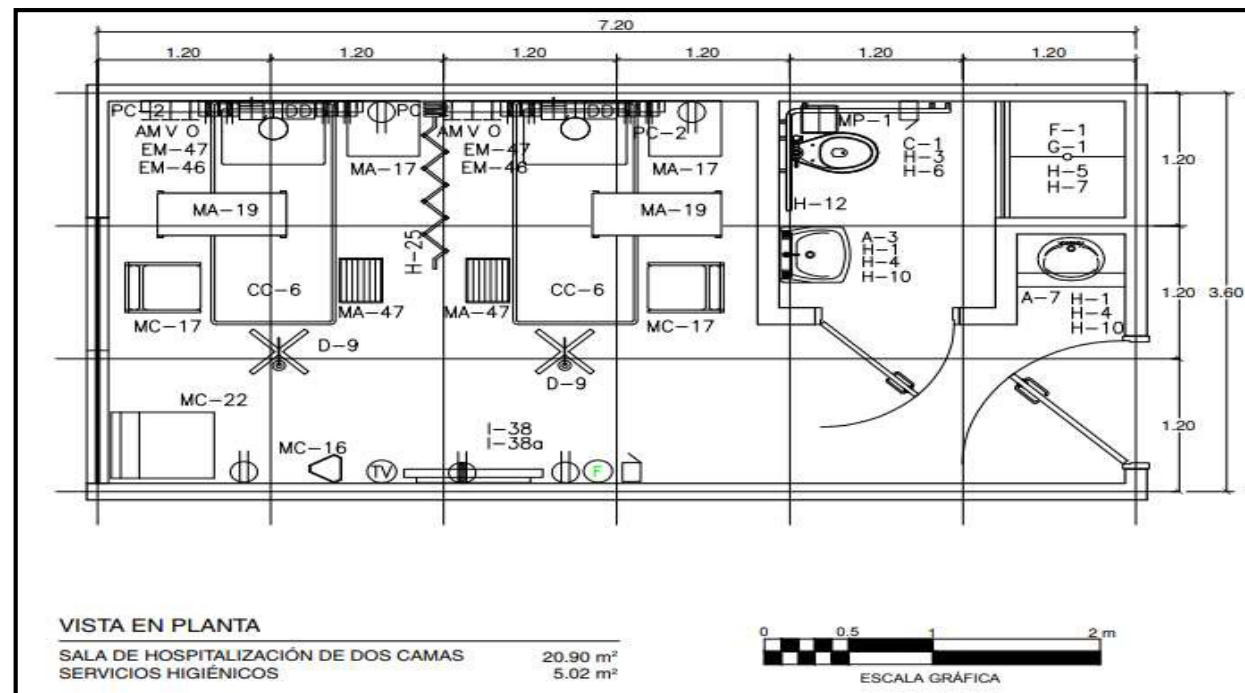 7.20
1.20 1.20 1.20 1.20 1.20 1.20
PC-2 DD PC AM V O DD PC-2 MP-1
AM V O
EM-47
EM-46
EM-47
EM-46
MA-17
MA-17
C-1
H-3
H-6
F-1
G-1
H-5
H-7
1.20
MA-19
MA-19
H-12
H-25
A-3
H-1
H-4
H-10
CC-6
CC-6
MC-17
MA-47
MA-47
MC-17
A-7
H-1
H-4
H-10
1.20
3.60
D-9
D-9
MC-22
MC-16
I-38
I-38a
TV
F
1.20
VISTA EN PLANTA
SALA DE HOSPITALIZACIÓN DE DOS CAMAS 20.90 m²
SERVICIOS HIGIÉNICOS 5.02 m²
0 0.5 1 2 m
ESCALA GRÁFICA